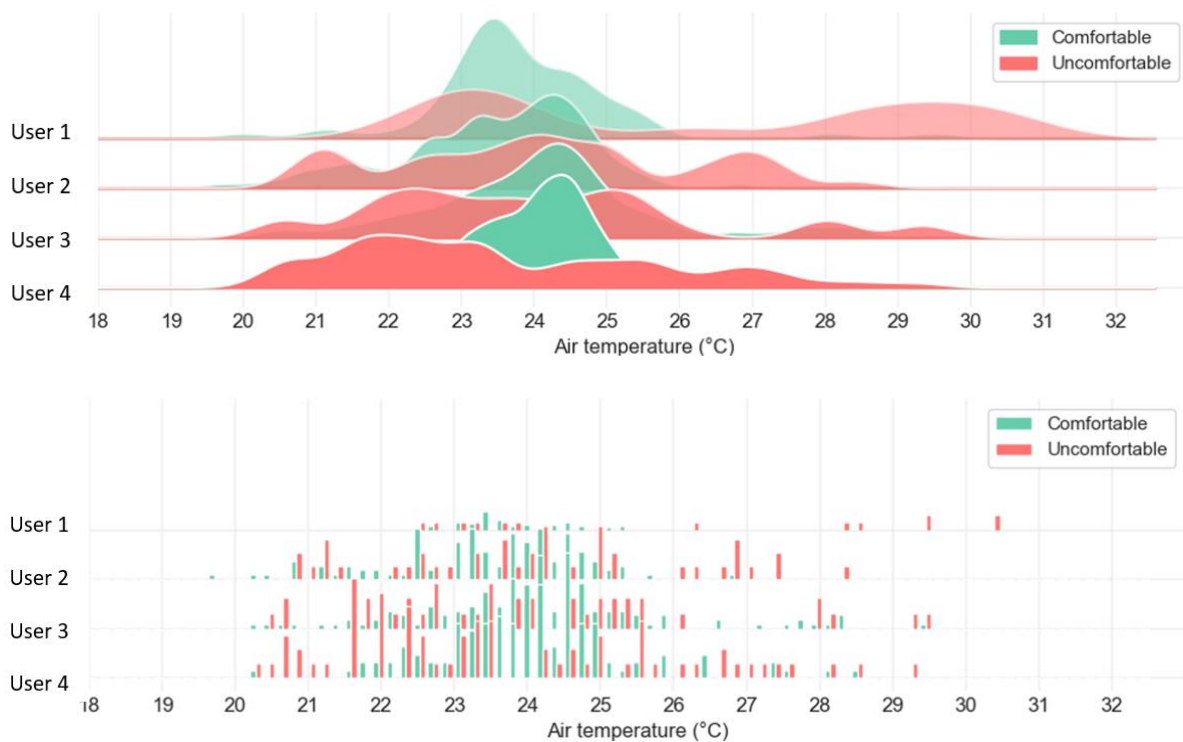 Comfortable
Uncomfortable
User 1
User 2
User 3
User 4
18 19 20 21 22 23 24 25 26 27 28 29 30 31 32
Air temperature (°C)
Comfortable
Uncomfortable
User 1
User 2
User 3
User 4
18 19 20 21 22 23 24 25 26 27 28 29 30 31 32
Air temperature (°C)